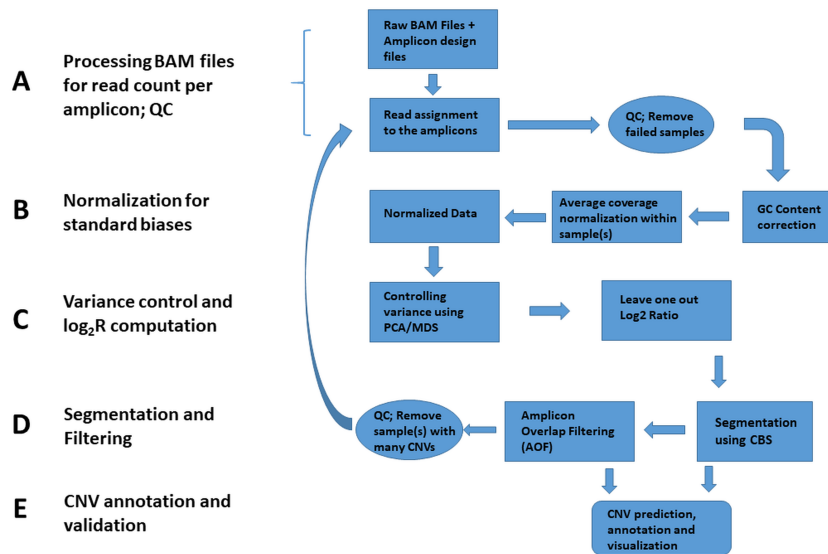 Raw BAM Files +
Amplicon design
files
A
Processing BAM files
for read count per
amplicon; QC
Read assignment
to the amplicons
QC; Remove
failed samples
B
Normalization for
standard biases
Normalized Data
Average coverage
normalization within
sample(s)
GC Content
correction
C
Variance control and
log₂R computation
Controlling
variance using
PCA/MDS
Leave one out
Log2 Ratio
D
Segmentation and
Filtering
QC; Remove
sample(s) with
many CNVs
Amplicon
Overlap Filtering
(AOF)
Segmentation
using CBS
E
CNV annotation and
validation
CNV prediction,
annotation and
visualization